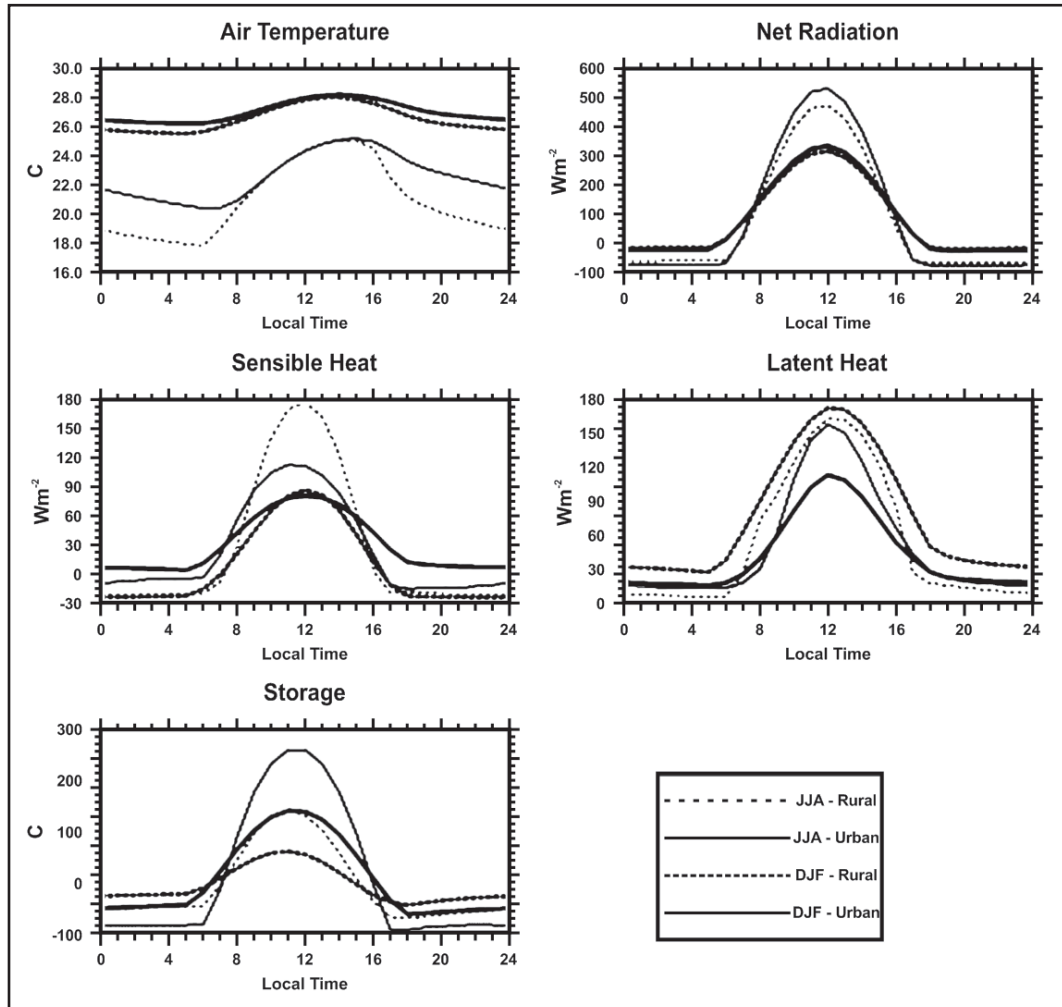 Air Temperature
30.0
28.0
26.0
24.0
22.0
20.0
18.0
16.0
C
0 4 8 12 16 20 24
Local Time
Net Radiation
600
500
400
300
200
100
0
-100
Wm-2
0 4 8 12 16 20 24
Local Time
Sensible Heat
180
150
120
90
60
30
0
-30
Wm-2
0 4 8 12 16 20 24
Local Time
Latent Heat
180
150
120
90
60
30
0
Wm-2
0 4 8 12 16 20 24
Local Time
Storage
300
200
100
0
-100
C
0 4 8 12 16 20 24
Local Time
JJA - Rural
JJA - Urban
DJF - Rural
DJF - Urban